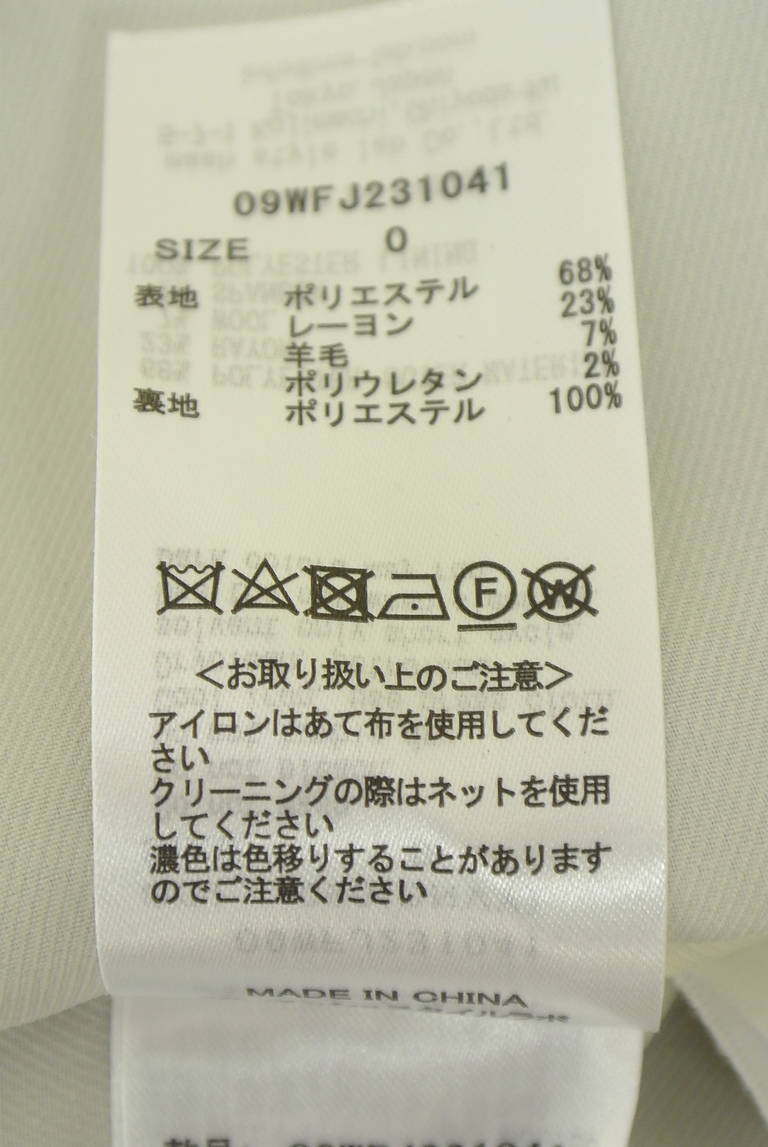 09WFJ231041
SIZE 0
表地 ポリエステル 68%
レーヨン 23%
羊毛 7%
ポリウレタン 2%
裏地 ポリエステル 100%
F W
<お取り扱い上のご注意>
アイロンはあて布を使用してくだ
さい
クリーニングの際はネットを使用
してください
濃色は色移りすることがあります
のでご注意ください
MADE IN CHINA